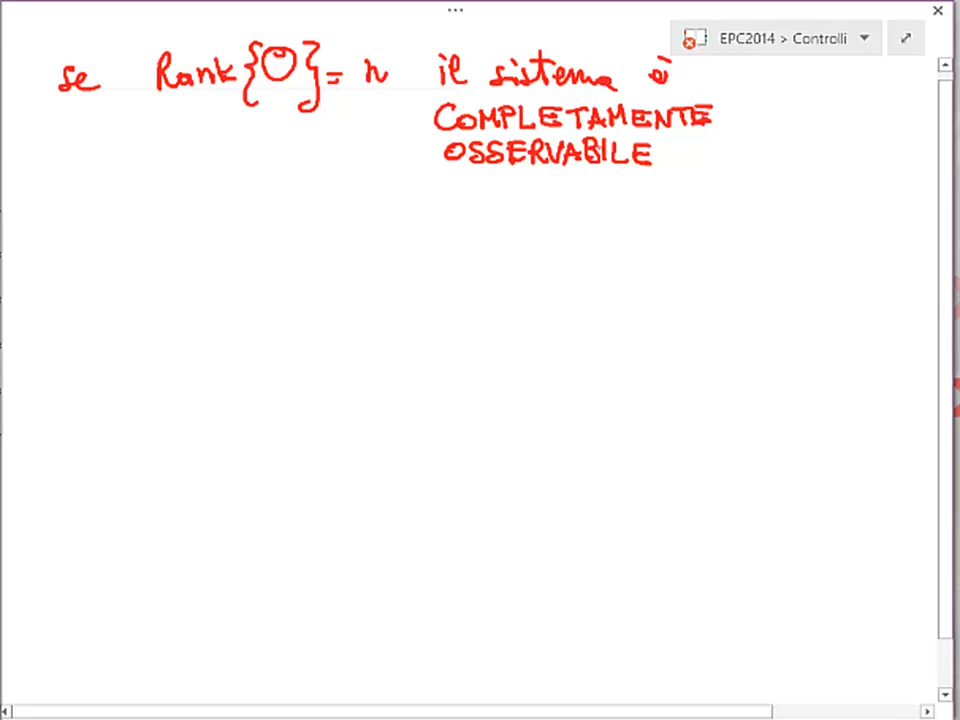 EPC2014 > Controlli
se Rank{O} = n il sistema è
COMPLETAMENTE
OSSERVABILE